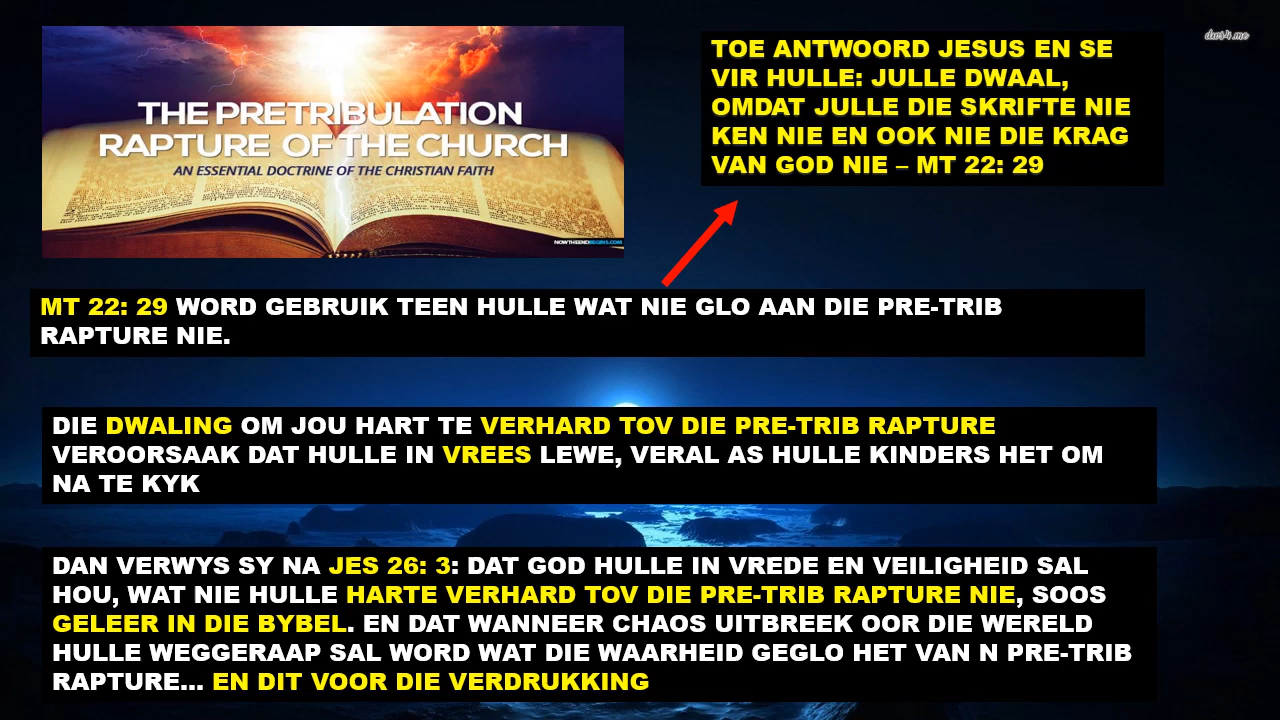 THE PRETRIBULATION
RAPTURE OF THE CHURCH
AN ESSENTIAL DOCTRINE OF THE CHRISTIAN FAITH
NOWTHEENDBEGINS.COM
TOE ANTWOORD JESUS EN SE
VIR HULLE: JULLE DWAAL,
OMDAT JULLE DIE SKRIFTE NIE
KEN NIE EN OOK NIE DIE KRAG
VAN GOD NIE – MT 22: 29
MT 22: 29 WORD GEBRUIK TEEN HULLE WAT NIE GLO AAN DIE PRE-TRIB
RAPTURE NIE.
DIE DWALING OM JOU HART TE VERHARD TOV DIE PRE-TRIB RAPTURE
VEROORSAAK DAT HULLE IN VREES LEWE, VERAL AS HULLE KINDERS HET OM
NA TE KYK
DAN VERWYS SY NA JES 26: 3: DAT GOD HULLE IN VREDE EN VEILIGHEID SAL
HOU, WAT NIE HULLE HARTE VERHARD TOV DIE PRE-TRIB RAPTURE NIE, SOOS
GELEER IN DIE BYBEL. EN DAT WANNEER CHAOS UITBREEK OOR DIE WERELD
HULLE WEGGERAAP SAL WORD WAT DIE WAARHEID GEGLO HET VAN N PRE-TRIB
RAPTURE... EN DIT VOOR DIE VERDRUKKING